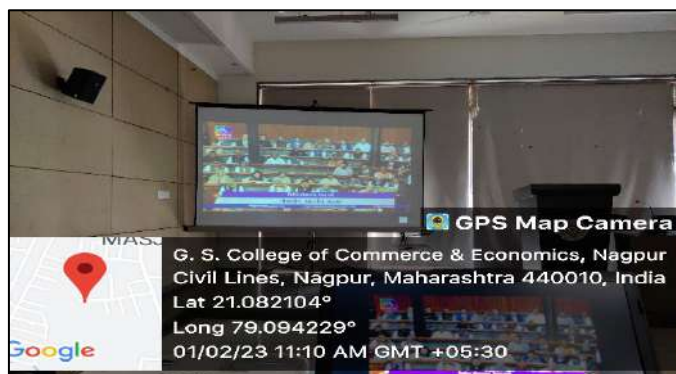 GPS Map Camera
MASJ
G. S. College of Commerce & Economics, Nagpur
Civil Lines, Nagpur, Maharashtra 440010, India
Lat 21.082104°
Long 79.094229°
01/02/23 11:10 AM GMT +05:30
Google